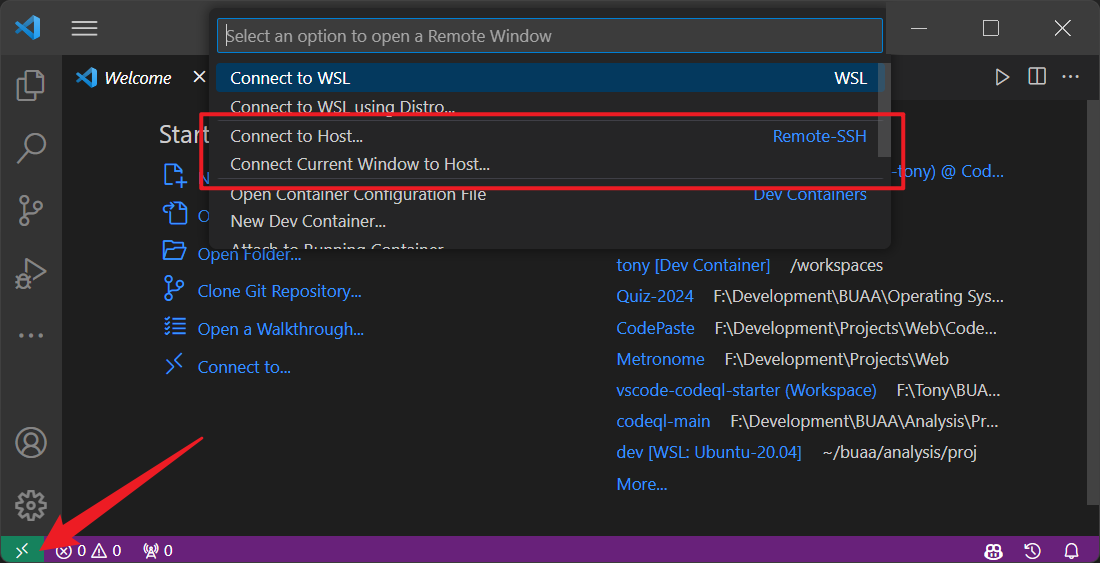 Select an option to open a Remote Window
Connect to WSL WSL
Connect to WSL using Distro...
Connect to Host... Remote-SSH
Connect Current Window to Host...
Open Container Configuration File Dev Containers
New Dev Container...
Attach to Running Container
Welcome
Start
-tony) @ Cod...
Open Folder...
Clone Git Repository...
Open a Walkthrough...
Connect to...
tony [Dev Container] /workspaces
Quiz-2024 F:\Development\BUAA\Operating Sys...
CodePaste F:\Development\Projects\Web\Code...
Metronome F:\Development\Projects\Web
vscode-codeql-starter (Workspace) F:\Tony\BUA...
codeql-main F:\Development\BUAA\Analysis\Pr...
dev [WSL: Ubuntu-20.04] ~/buaa/analysis/proj
More...
0 0 0